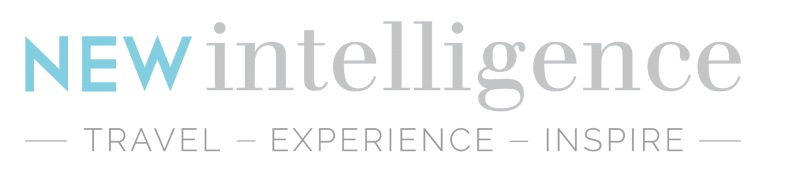 NEW intelligence
— TRAVEL — EXPERIENCE — INSPIRE —